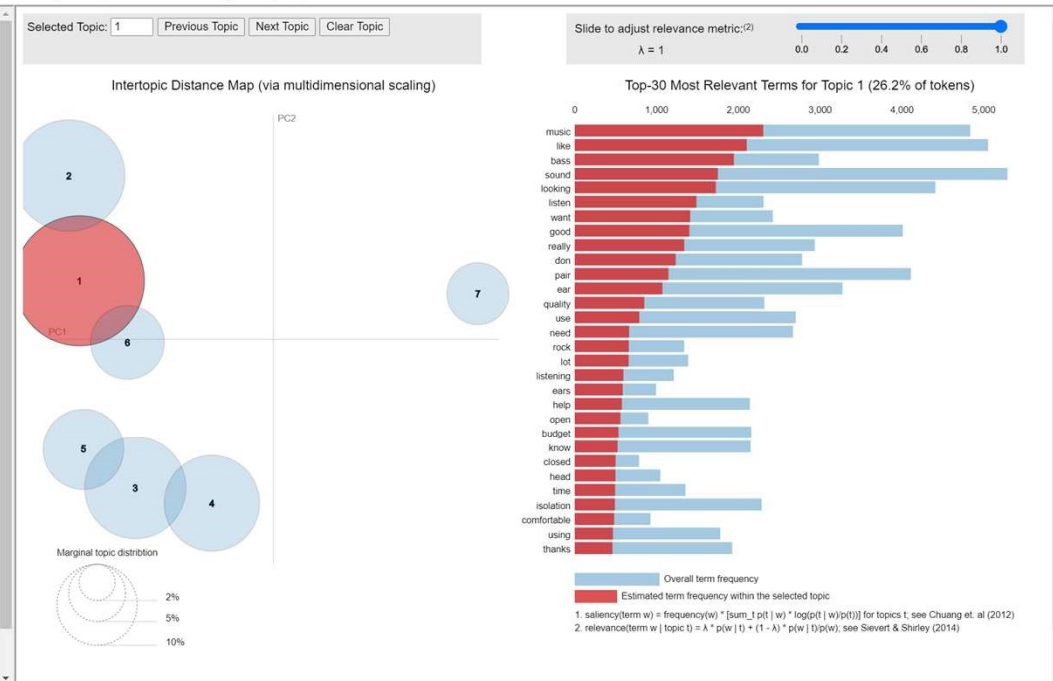 Selected Topic: 1 Previous Topic Next Topic Clear Topic
Slide to adjust relevance metric:(2)
λ = 1
0.0 0.2 0.4 0.6 0.8 1.0
Intertopic Distance Map (via multidimensional scaling)
PC2
PC1
2
1
6
7
5
3
4
Marginal topic distribtion
2%
5%
10%
Top-30 Most Relevant Terms for Topic 1 (26.2% of tokens)
0 1,000 2,000 3,000 4,000 5,000
music
like
bass
sound
looking
listen
want
good
really
don
pair
ear
quality
use
need
rock
lot
listening
ears
help
open
budget
know
closed
head
time
isolation
comfortable
using
thanks
Overall term frequency
Estimated term frequency within the selected topic
1. saliency(term w) = frequency(w) * [sum_t p(t | w) * log(p(t | w)/p(t))] for topics t; see Chuang et. al (2012)
2. relevance(term w | topic t) = λ * p(w | t) + (1 - λ) * p(w | t)/p(w); see Sievert & Shirley (2014)